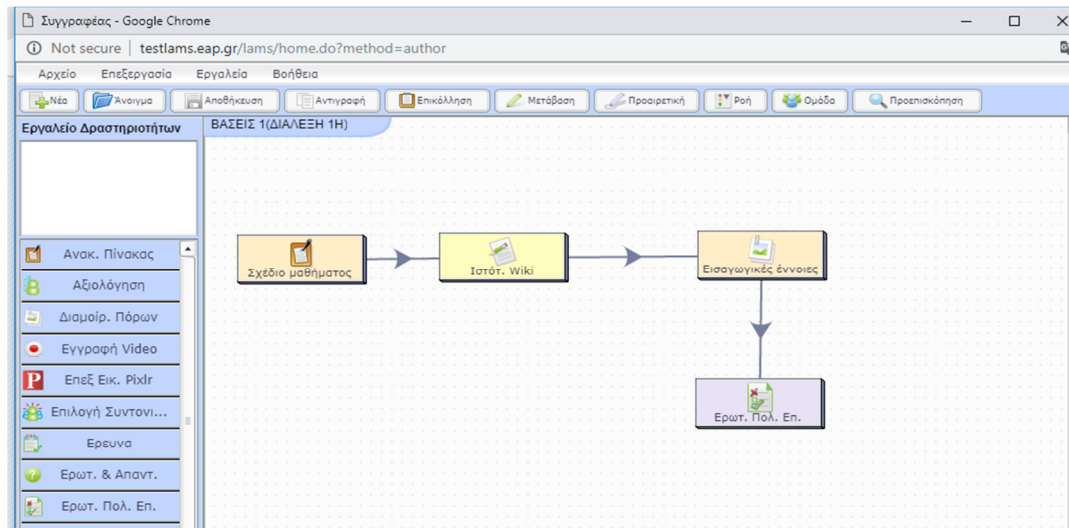 Συγγραφέας - Google Chrome
Not secure | testlams.eap.gr/lams/home.do?method=author
Αρχείο Επεξεργασία Εργαλεία Βοήθεια
Νέα Άνοιγμα Αποθήκευση Αντιγραφή Επικόλληση Μετάβαση Προαιρετική Ροή Ομάδα Προεπισκόπηση
Εργαλείο Δραστηριοτήτων
ΒΑΣΕΙΣ 1(ΔΙΑΛΕΞΗ 1Η)
Ανακ. Πίνακας
Αξιολόγηση
Διαμοίρ. Πόρων
Εγγραφή Video
Επεξ Εικ. Pixlr
Επιλογή Συντονι...
Ερευνα
Ερωτ. & Απαντ.
Ερωτ. Πολ. Επ.
Σχέδιο μαθήματος
Ιστότ. Wiki
Εισαγωγικές έννοιες
Ερωτ. Πολ. Επ.